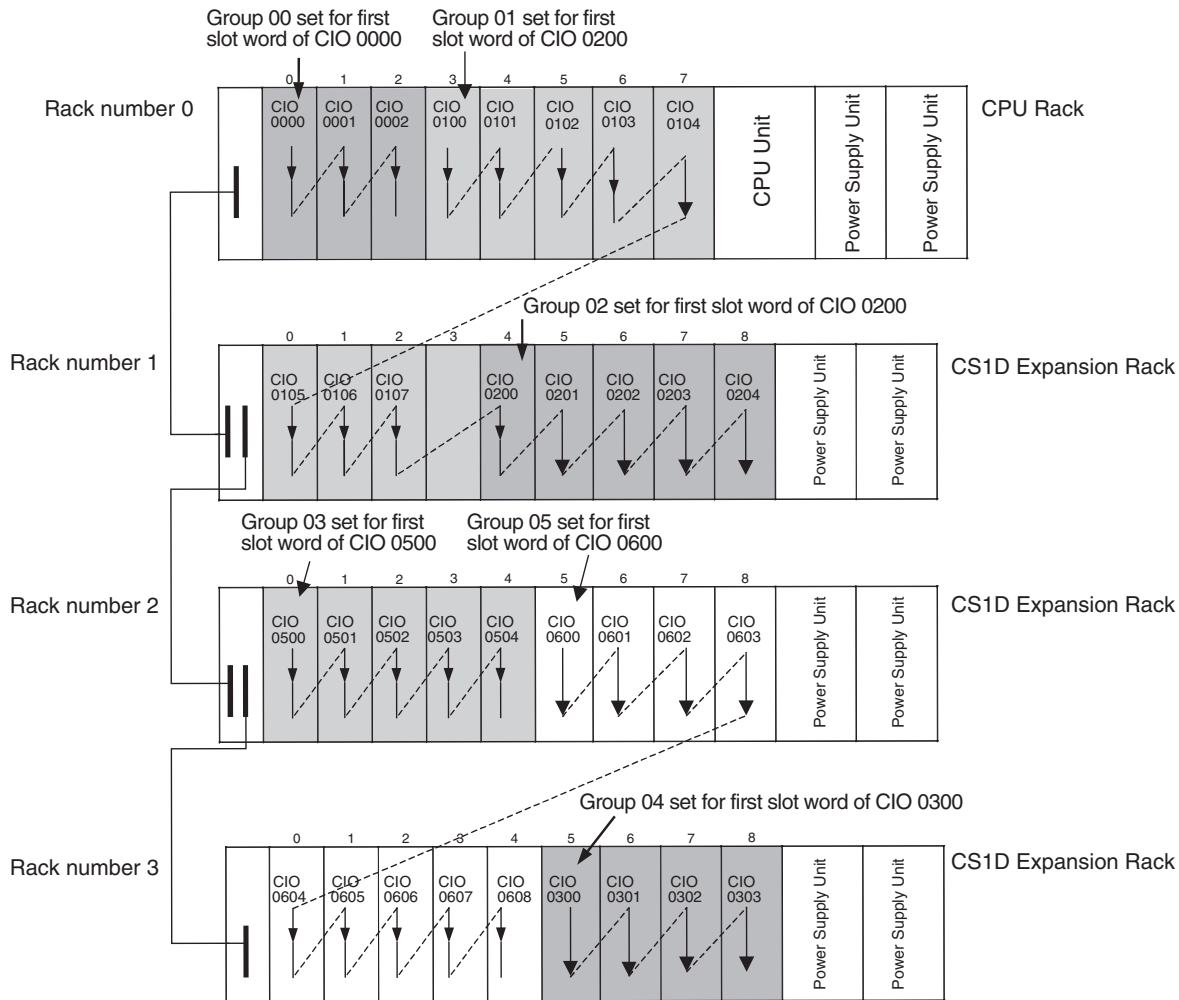 Group 00 set for first
slot word of CIO 0000
Group 01 set for first
slot word of CIO 0200
0 1 2 3 4 5 6 7
Rack number 0
CIO 0000
CIO 0001
CIO 0002
CIO 0100
CIO 0101
CIO 0102
CIO 0103
CIO 0104
CPU Unit
Power Supply Unit
Power Supply Unit
CPU Rack
Group 02 set for first slot word of CIO 0200
0 1 2 3 4 5 6 7 8
Rack number 1
CIO 0105
CIO 0106
CIO 0107
CIO 0200
CIO 0201
CIO 0202
CIO 0203
CIO 0204
Power Supply Unit
Power Supply Unit
CS1D Expansion Rack
Group 03 set for first
slot word of CIO 0500
Group 05 set for first
slot word of CIO 0600
0 1 2 3 4 5 6 7 8
Rack number 2
CIO 0500
CIO 0501
CIO 0502
CIO 0503
CIO 0504
CIO 0600
CIO 0601
CIO 0602
CIO 0603
Power Supply Unit
Power Supply Unit
CS1D Expansion Rack
Group 04 set for first slot word of CIO 0300
0 1 2 3 4 5 6 7 8
Rack number 3
CIO 0604
CIO 0605
CIO 0606
CIO 0607
CIO 0608
CIO 0300
CIO 0301
CIO 0302
CIO 0303
Power Supply Unit
Power Supply Unit
CS1D Expansion Rack